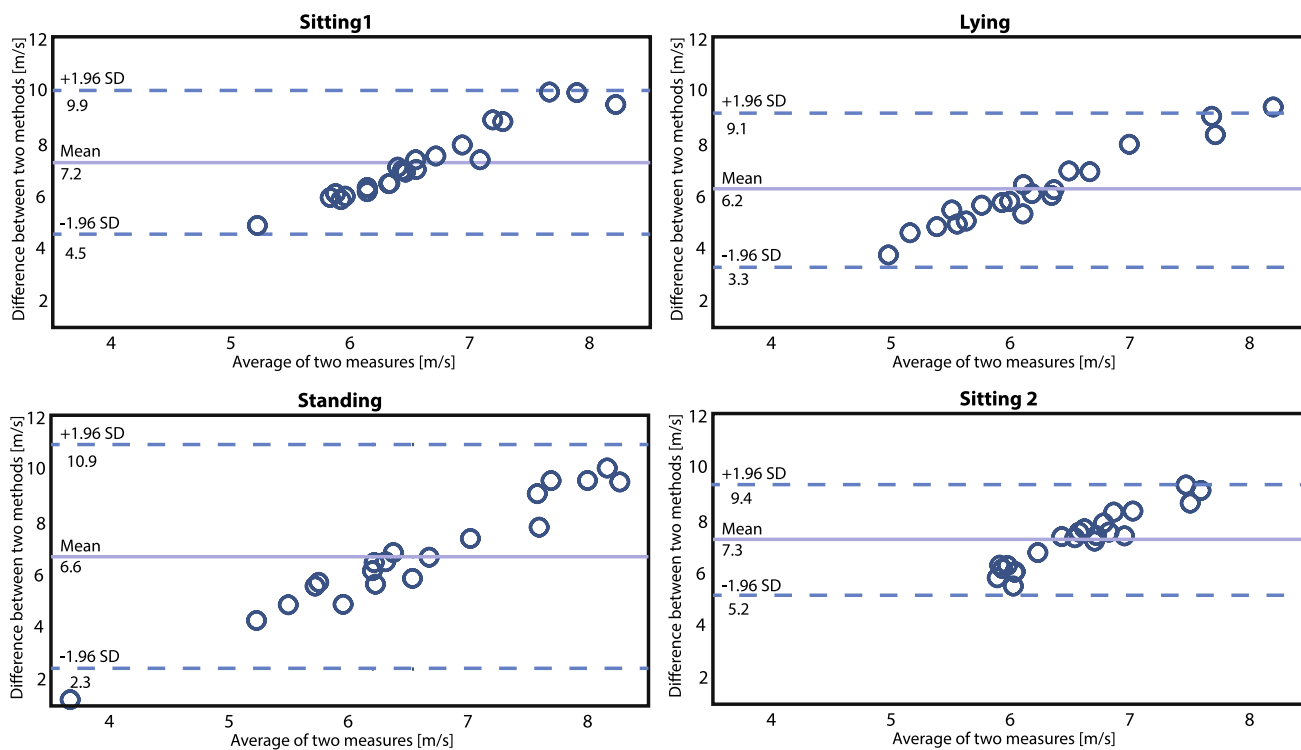 Sitting1
Difference between two methods [m/s]
12
10
8
6
4
2
+1.96 SD
9.9
Mean
7.2
-1.96 SD
4.5
4 5 6 7 8
Average of two measures [m/s]
Lying
Difference between two methods [m/s]
12
10
8
6
4
2
+1.96 SD
9.1
Mean
6.2
-1.96 SD
3.3
4 5 6 7 8
Average of two measures [m/s]
Standing
Difference between two methods [m/s]
12
10
8
6
4
2
+1.96 SD
10.9
Mean
6.6
-1.96 SD
2.3
4 5 6 7 8
Average of two measures [m/s]
Sitting 2
Difference between two methods [m/s]
12
10
8
6
4
2
+1.96 SD
9.4
Mean
7.3
-1.96 SD
5.2
4 5 6 7 8
Average of two measures [m/s]